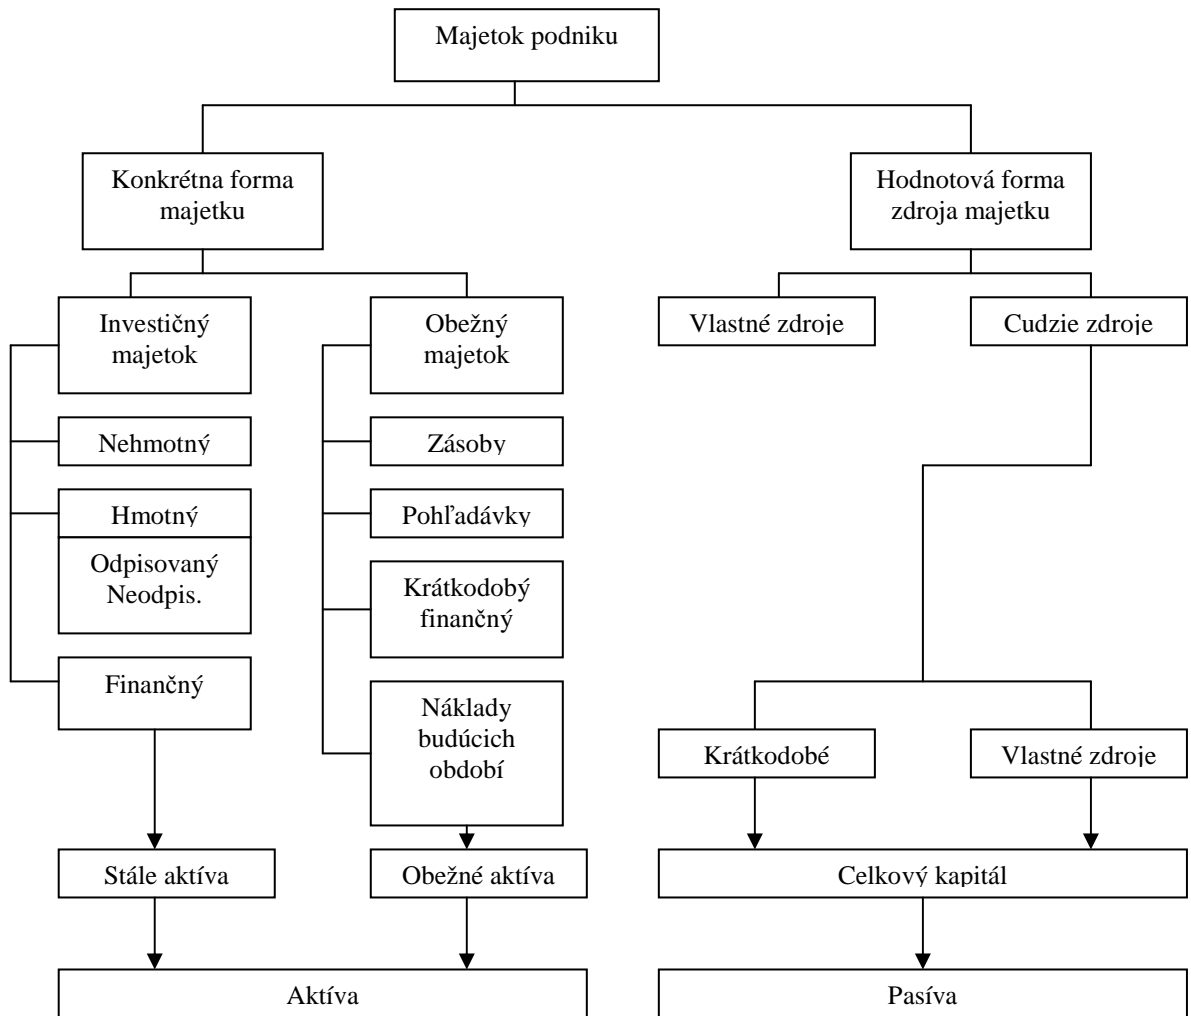 Majetok podniku
Konkrétna forma
majetku
Hodnotová forma
zdroja majetku
Investičný
majetok
Obežný
majetok
Vlastné zdroje
Cudzie zdroje
Nehmotný
Zásoby
Hmotný
Pohľadávky
Odpisovaný
Neodpis.
Krátkodobý
finančný
Finančný
Náklady
budúcich
období
Krátkodobé
Vlastné zdroje
Stále aktíva
Obežné aktíva
Celkový kapitál
Aktíva
Pasíva